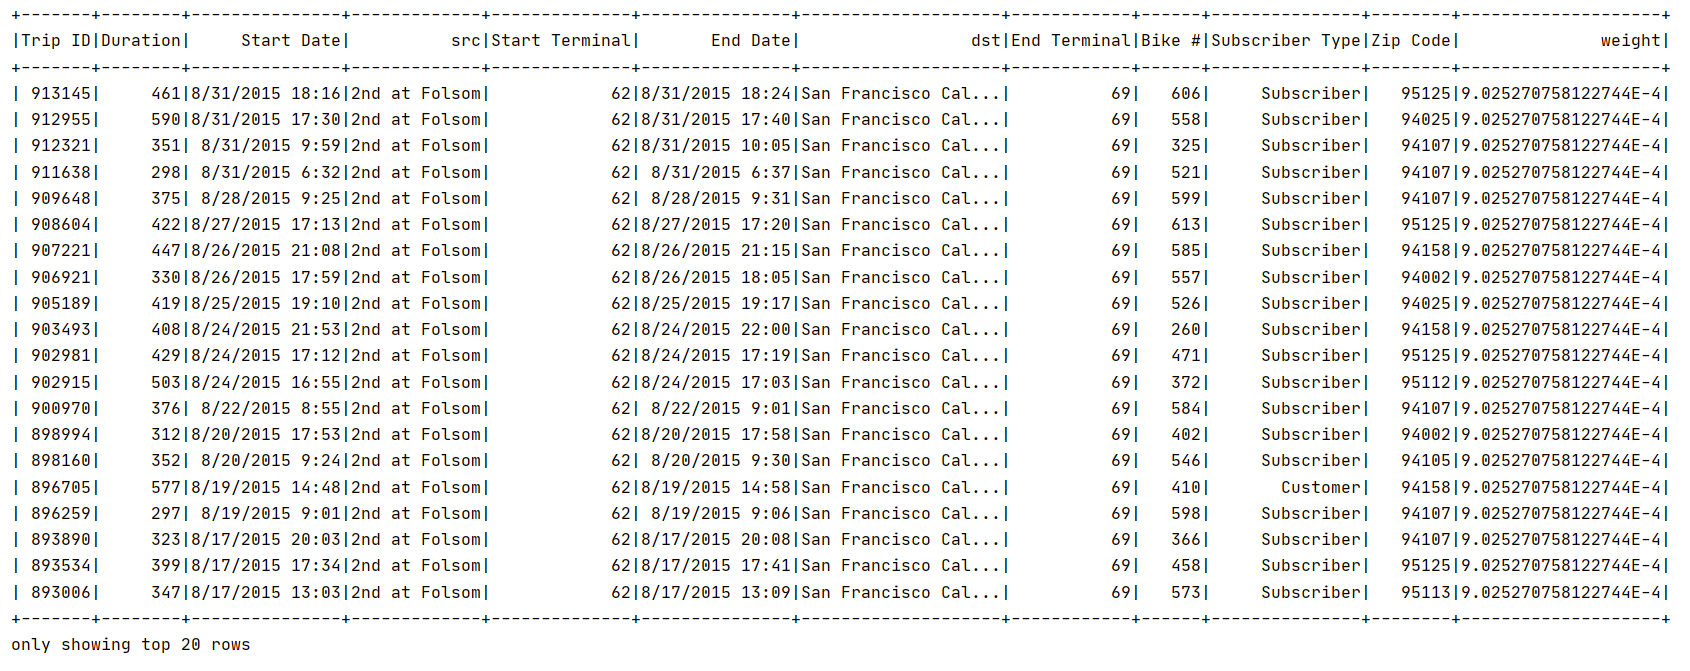 +-------+--------+---------------+-------------+--------------+---------------+--------------------+------------+------+---------------+--------+--------------------+
|Trip ID|Duration|     Start Date|          src|Start Terminal|       End Date|                 dst|End Terminal|Bike #|Subscriber Type|Zip Code|              weight|
+-------+--------+---------------+-------------+--------------+---------------+--------------------+------------+------+---------------+--------+--------------------+
| 913145|     461|8/31/2015 18:16|2nd at Folsom|            62|8/31/2015 18:24|San Francisco Cal...|          69|   606|     Subscriber|   95125|9.025270758122744E-4|
| 912955|     590|8/31/2015 17:30|2nd at Folsom|            62|8/31/2015 17:40|San Francisco Cal...|          69|   558|     Subscriber|   94025|9.025270758122744E-4|
| 912321|     351| 8/31/2015 9:59|2nd at Folsom|            62|8/31/2015 10:05|San Francisco Cal...|          69|   325|     Subscriber|   94107|9.025270758122744E-4|
| 911638|     298| 8/31/2015 6:32|2nd at Folsom|            62| 8/31/2015 6:37|San Francisco Cal...|          69|   521|     Subscriber|   94107|9.025270758122744E-4|
| 909648|     375| 8/28/2015 9:25|2nd at Folsom|            62| 8/28/2015 9:31|San Francisco Cal...|          69|   599|     Subscriber|   94107|9.025270758122744E-4|
| 908604|     422|8/27/2015 17:13|2nd at Folsom|            62|8/27/2015 17:20|San Francisco Cal...|          69|   613|     Subscriber|   95125|9.025270758122744E-4|
| 907221|     447|8/26/2015 21:08|2nd at Folsom|            62|8/26/2015 21:15|San Francisco Cal...|          69|   585|     Subscriber|   94158|9.025270758122744E-4|
| 906921|     330|8/26/2015 17:59|2nd at Folsom|            62|8/26/2015 18:05|San Francisco Cal...|          69|   557|     Subscriber|   94002|9.025270758122744E-4|
| 905189|     419|8/25/2015 19:10|2nd at Folsom|            62|8/25/2015 19:17|San Francisco Cal...|          69|   526|     Subscriber|   94025|9.025270758122744E-4|
| 903493|     408|8/24/2015 21:53|2nd at Folsom|            62|8/24/2015 22:00|San Francisco Cal...|          69|   260|     Subscriber|   94158|9.025270758122744E-4|
| 902981|     429|8/24/2015 17:12|2nd at Folsom|            62|8/24/2015 17:19|San Francisco Cal...|          69|   471|     Subscriber|   95125|9.025270758122744E-4|
| 902915|     503|8/24/2015 16:55|2nd at Folsom|            62|8/24/2015 17:03|San Francisco Cal...|          69|   372|     Subscriber|   95112|9.025270758122744E-4|
| 900970|     376| 8/22/2015 8:55|2nd at Folsom|            62| 8/22/2015 9:01|San Francisco Cal...|          69|   584|     Subscriber|   94107|9.025270758122744E-4|
| 898994|     312|8/20/2015 17:53|2nd at Folsom|            62|8/20/2015 17:58|San Francisco Cal...|          69|   402|     Subscriber|   94002|9.025270758122744E-4|
| 898160|     352| 8/20/2015 9:24|2nd at Folsom|            62| 8/20/2015 9:30|San Francisco Cal...|          69|   546|     Subscriber|   94105|9.025270758122744E-4|
| 896705|     577|8/19/2015 14:48|2nd at Folsom|            62|8/19/2015 14:58|San Francisco Cal...|          69|   410|       Customer|   94158|9.025270758122744E-4|
| 896259|     297| 8/19/2015 9:01|2nd at Folsom|            62| 8/19/2015 9:06|San Francisco Cal...|          69|   598|     Subscriber|   94107|9.025270758122744E-4|
| 893890|     323|8/17/2015 20:03|2nd at Folsom|            62|8/17/2015 20:08|San Francisco Cal...|          69|   366|     Subscriber|   94107|9.025270758122744E-4|
| 893534|     399|8/17/2015 17:34|2nd at Folsom|            62|8/17/2015 17:41|San Francisco Cal...|          69|   458|     Subscriber|   95125|9.025270758122744E-4|
| 893006|     347|8/17/2015 13:03|2nd at Folsom|            62|8/17/2015 13:09|San Francisco Cal...|          69|   573|     Subscriber|   95113|9.025270758122744E-4|
+-------+--------+---------------+-------------+--------------+---------------+--------------------+------------+------+---------------+--------+--------------------+
only showing top 20 rows